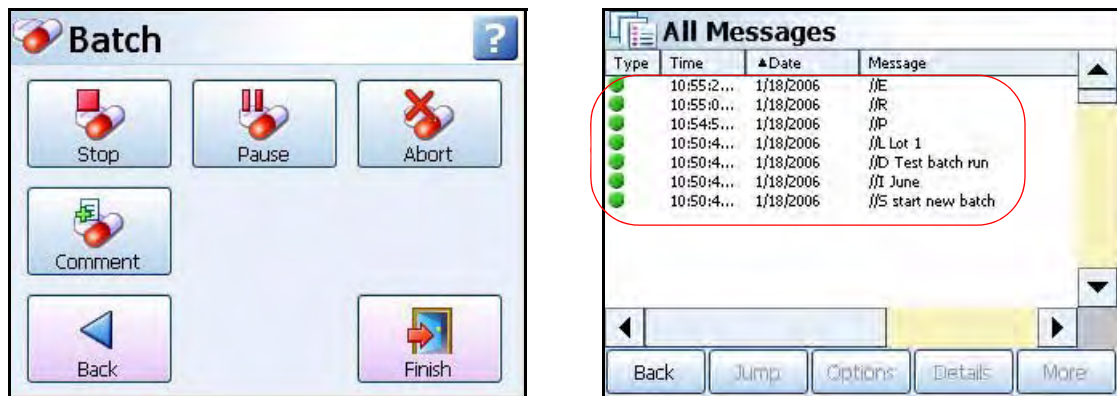 Batch
?
Stop Pause Abort
Comment
Back Finish
All Messages
Type Time ▲Date Message
10:55:2... 1/18/2006 //E
10:55:0... 1/18/2006 //R
10:54:5... 1/18/2006 //P
10:50:4... 1/18/2006 //L Lot 1
10:50:4... 1/18/2006 //D Test batch run
10:50:4... 1/18/2006 //I June
10:50:4... 1/18/2006 //S start new batch
Back Jump Options Details More